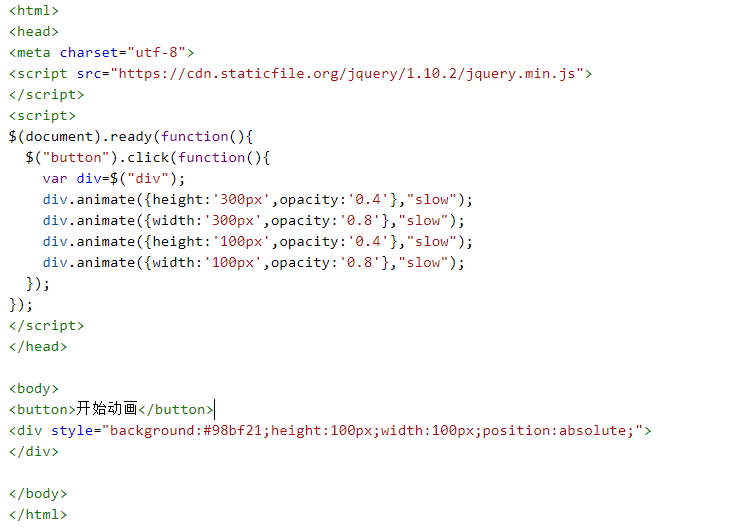 <html>
<head>
<meta charset="utf-8">
<script src="https://cdn.staticfile.org/jquery/1.10.2/jquery.min.js">
</script>
<script>
$(document).ready(function(){
  $("button").click(function(){
    var div=$("div");
    div.animate({height:'300px',opacity:'0.4'},"slow");
    div.animate({width:'300px',opacity:'0.8'},"slow");
    div.animate({height:'100px',opacity:'0.4'},"slow");
    div.animate({width:'100px',opacity:'0.8'},"slow");
  });
});
</script>
</head>

<body>
<button>开始动画</button>
<div style="background:#98bf21;height:100px;width:100px;position:absolute;">
</div>

</body>
</html>